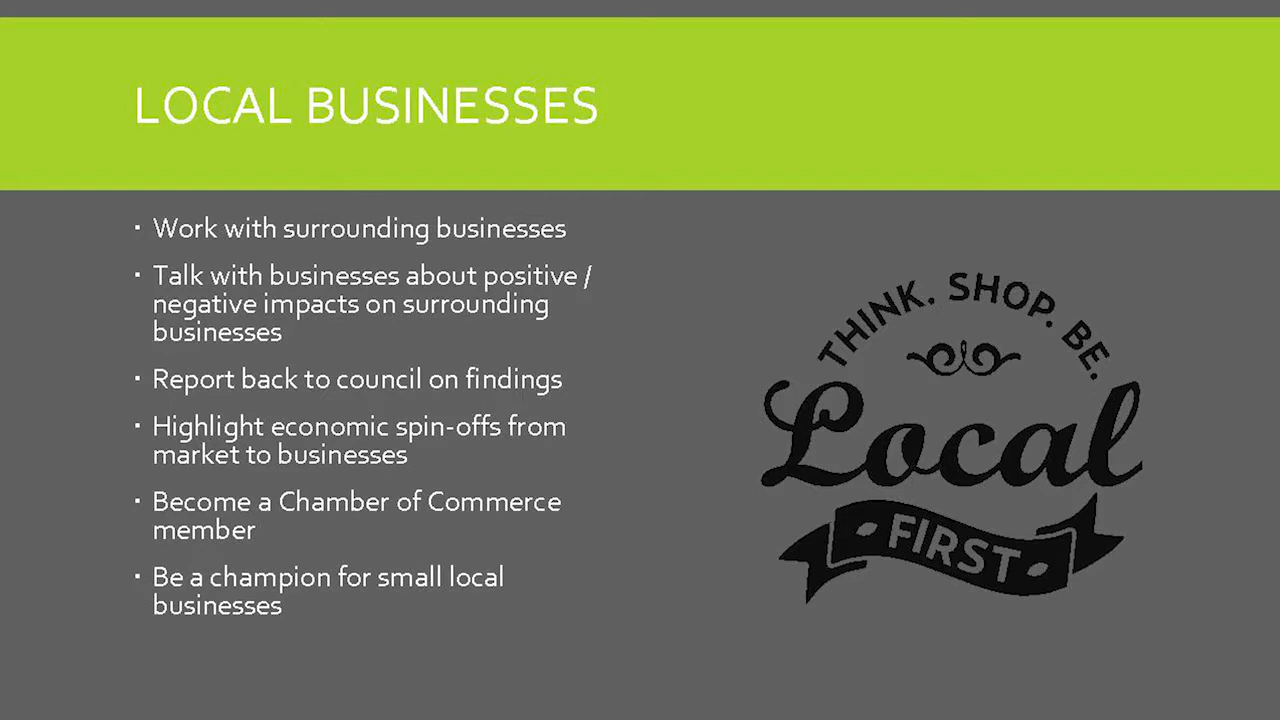 LOCAL BUSINESSES
▪ Work with surrounding businesses
▪ Talk with businesses about positive /
negative impacts on surrounding
businesses
▪ Report back to council on findings
▪ Highlight economic spin-offs from
market to businesses
▪ Become a Chamber of Commerce
member
▪ Be a champion for small local
businesses
THINK. SHOP. BE.
Local
FIRST